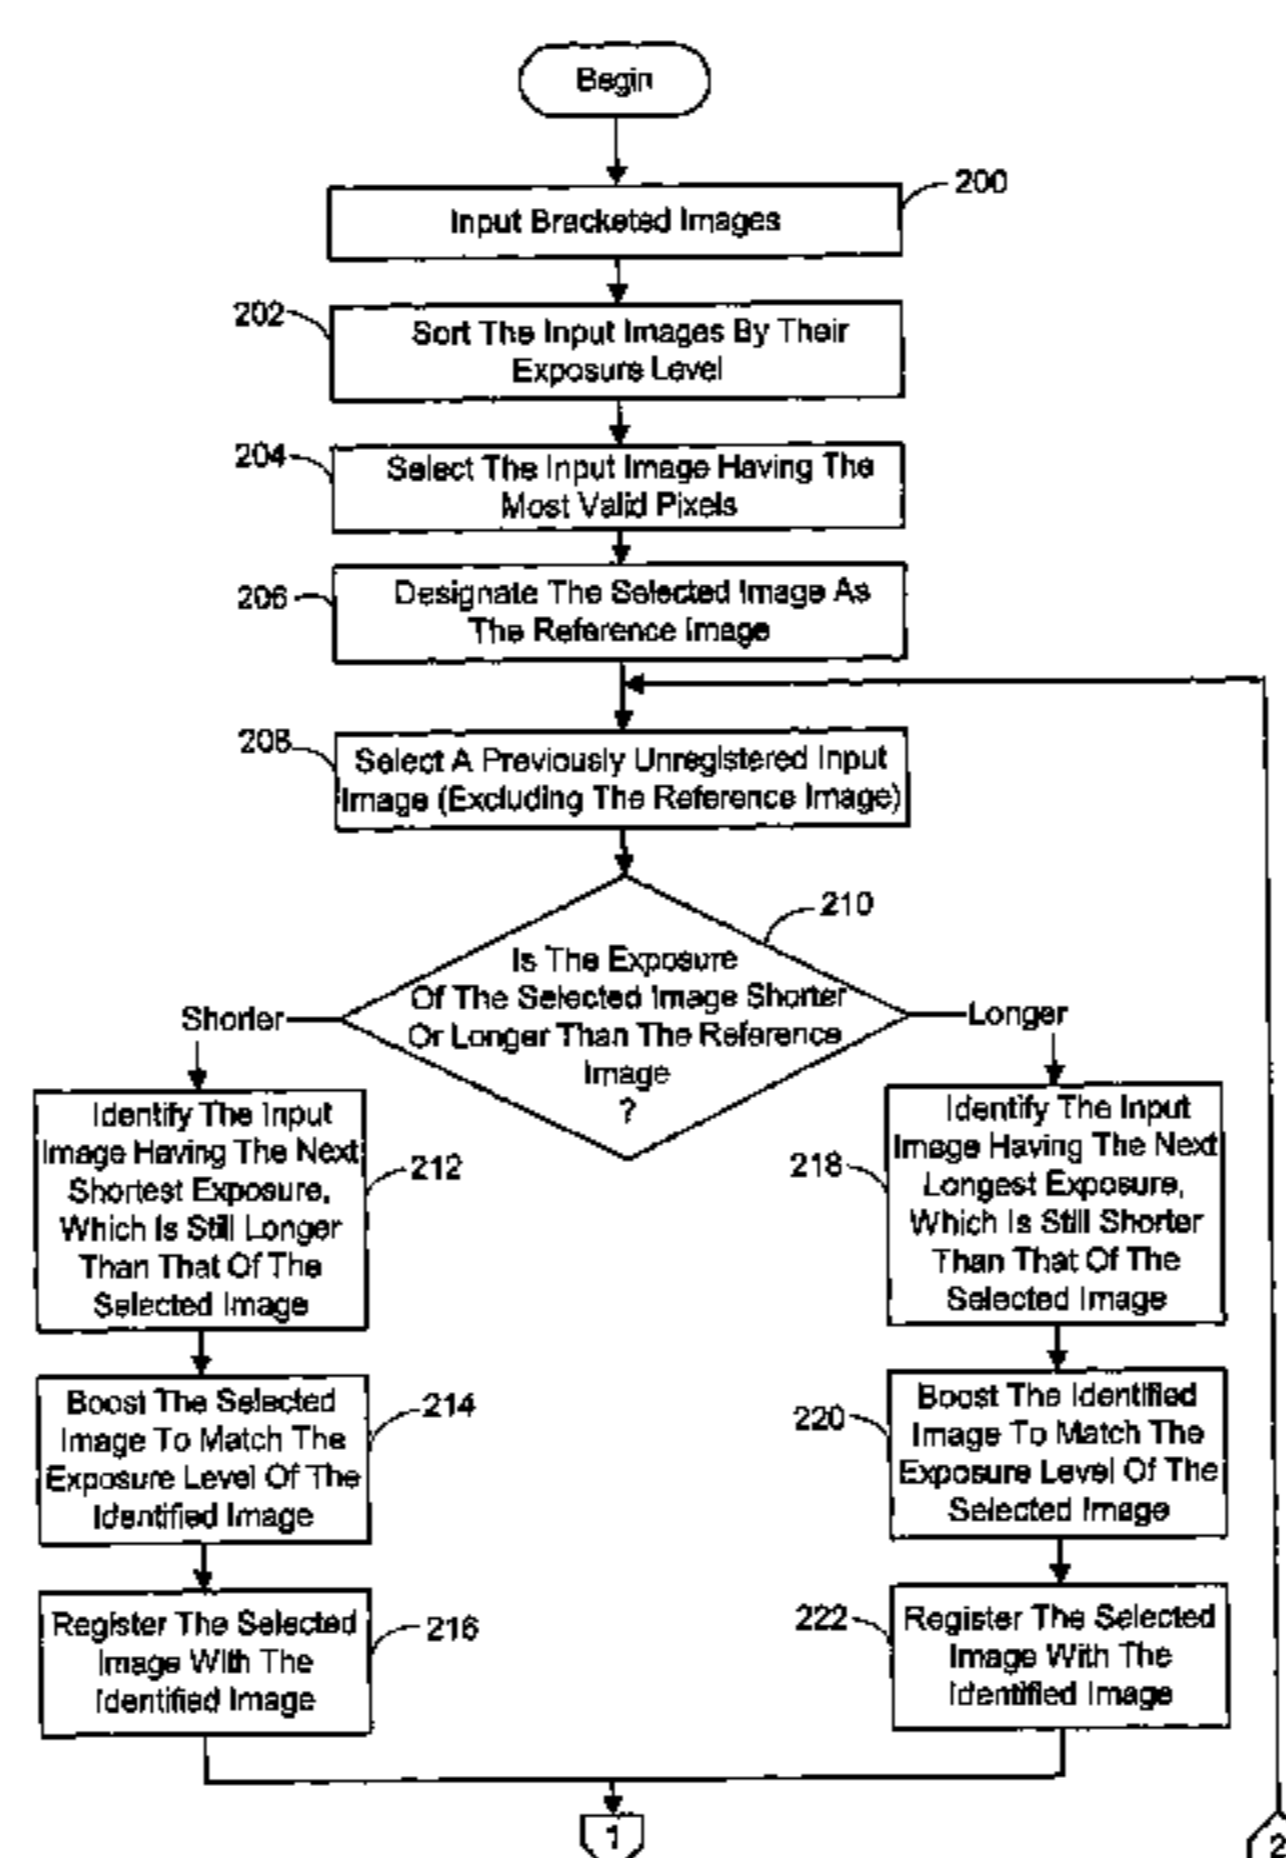 Begin
200
Input Bracketed Images
202
Sort The Input Images By Their
Exposure Level
204
Select The Input Image Having The
Most Valid Pixels
206
Designate The Selected Image As
The Reference Image
208
Select A Previously Unregistered Input
Image (Excluding The Reference Image)
210
Is The Exposure
Of The Selected Image Shorter
Or Longer Than The Reference
Image
?
Shorter
Longer
Identify The Input
Image Having The Next
Shortest Exposure,
Which Is Still Longer
Than That Of The
Selected Image
212
218
Identify The Input
Image Having The Next
Longest Exposure,
Which Is Still Shorter
Than That Of The
Selected Image
Boost The Selected
Image To Match The
Exposure Level Of The
Identified Image
214
220
Boost The Identified
Image To Match The
Exposure Level Of The
Selected Image
Register The Selected
Image With The
Identified Image
216
222
Register The Selected
Image With The
Identified Image
1
2